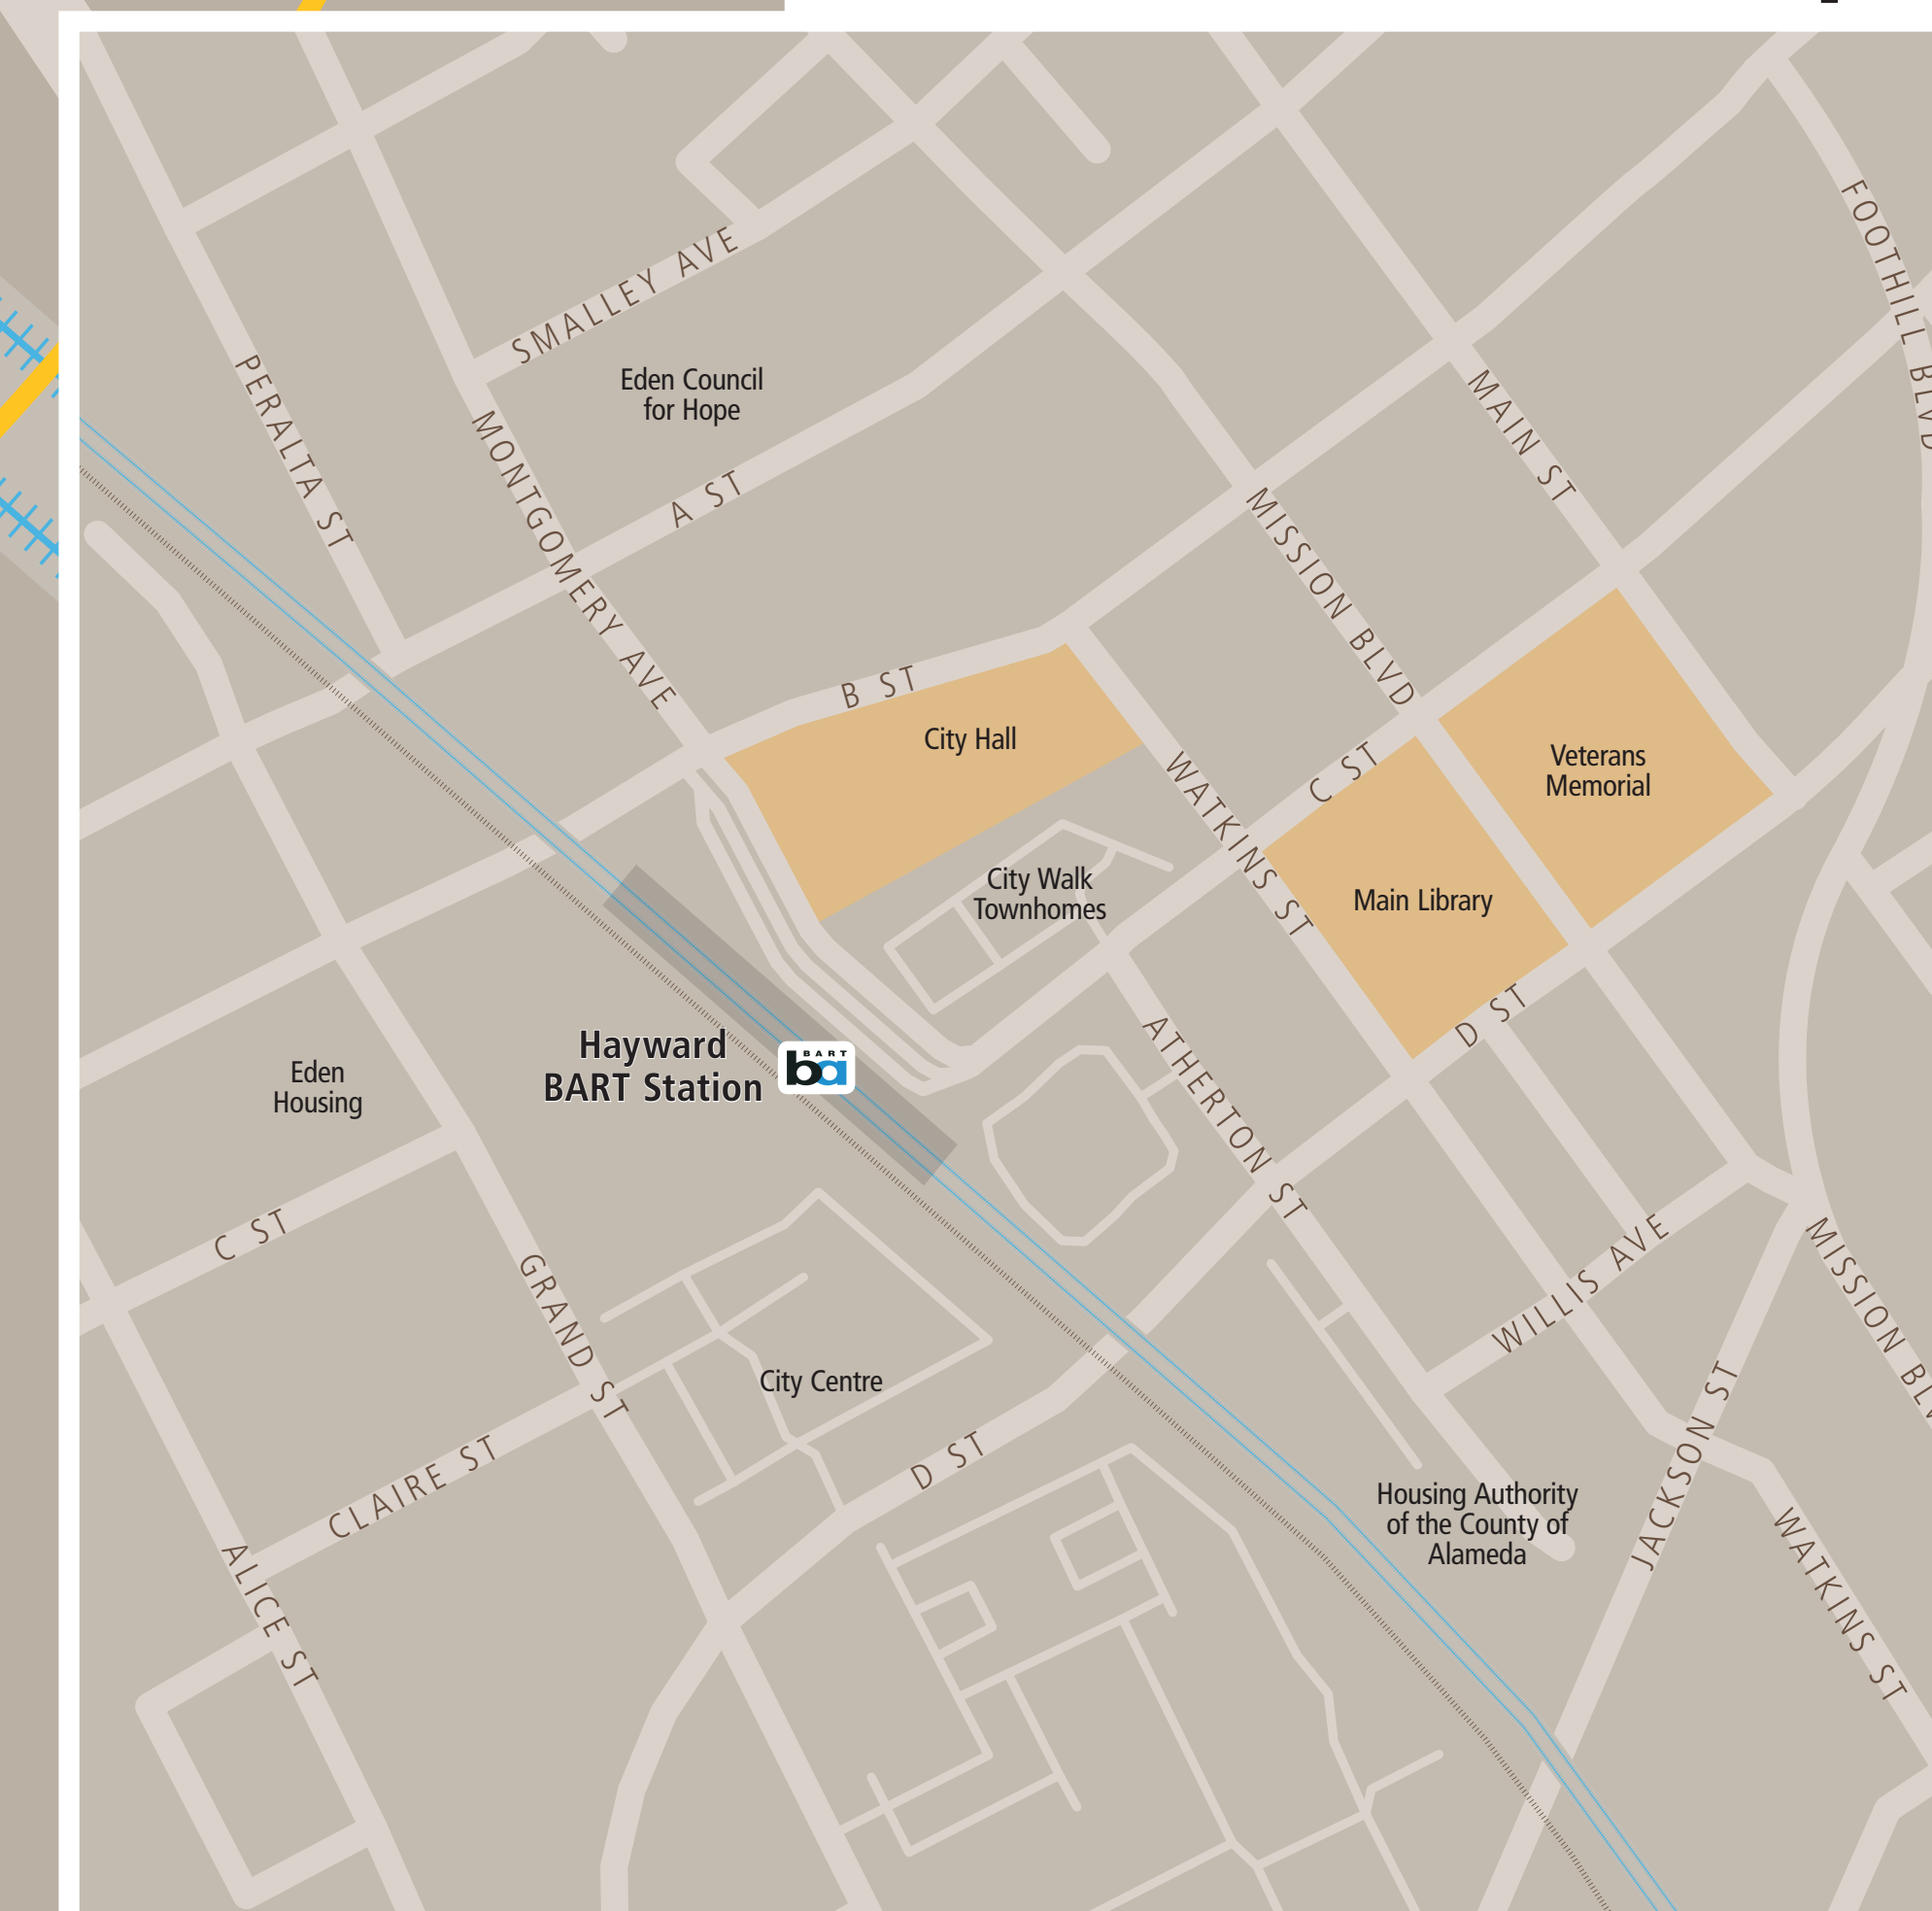 FOOTHILL BLVD
SMALLEY AVE
PERALTA ST
Eden Council
for Hope
MAIN ST
MONTGOMERY AVE
A ST
MISSION BLVD
B ST
City Hall
C ST
Veterans
Memorial
WATKINS ST
City Walk
Townhomes
Main Library
D ST
Hayward
BART Station
BART
ba
Eden
Housing
ATHERTON ST
C ST
GRAND ST
WILLIS AVE
MISSION BL
City Centre
JACKSON ST
D ST
CLAIRE ST
Housing Authority
of the County of
Alameda
ALICE ST
WATKINS ST